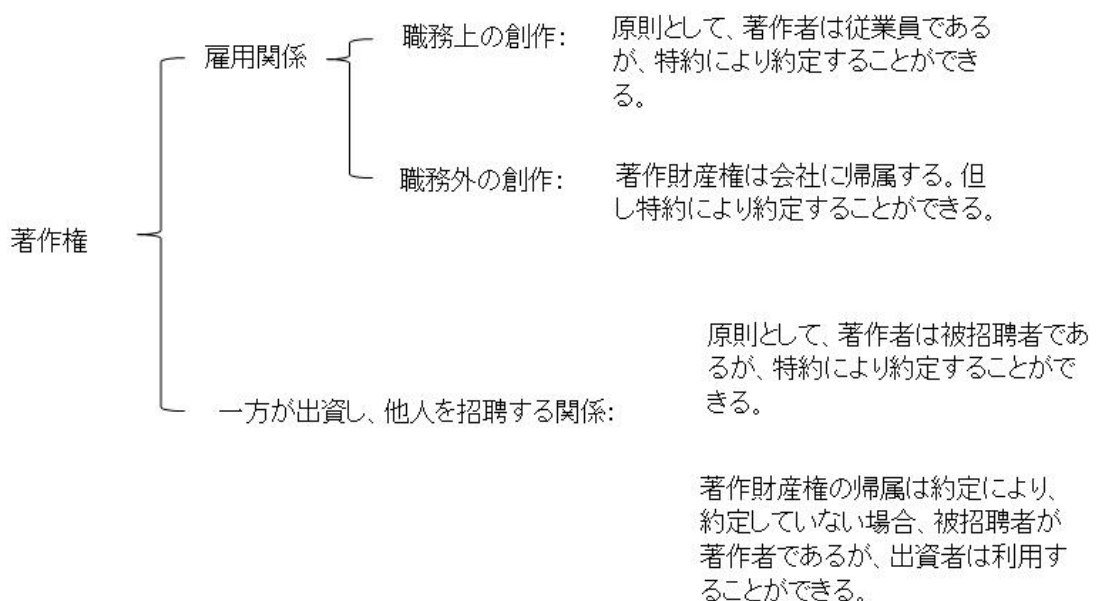 著作権
雇用関係
職務上の創作:
原則として、著作者は従業員である
が、特約により約定することができ
る。
職務外の創作:
著作財産権は会社に帰属する。但
し特約により約定することができる。
一方が出資し、他人を招聘する関係:
原則として、著作者は被招聘者であ
るが、特約により約定することがで
きる。
著作財産権の帰属は約定により、
約定していない場合、被招聘者が
著作者であるが、出資者は利用す
ることができる。